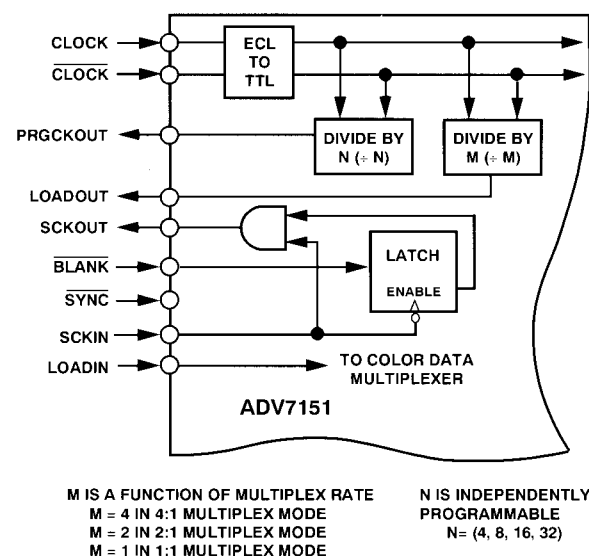 CLOCK
CLOCK
ECL
TO
TTL
PRGCKOUT
DIVIDE BY
N (÷ N)
DIVIDE BY
M (÷ M)
LOADOUT
SCKOUT
BLANK
LATCH
ENABLE
SYNC
SCKIN
LOADIN
TO COLOR DATA
MULTIPLEXER
ADV7151
M IS A FUNCTION OF MULTIPLEX RATE
M = 4 IN 4:1 MULTIPLEX MODE
M = 2 IN 2:1 MULTIPLEX MODE
M = 1 IN 1:1 MULTIPLEX MODE
N IS INDEPENDENTLY
PROGRAMMABLE
N= (4, 8, 16, 32)